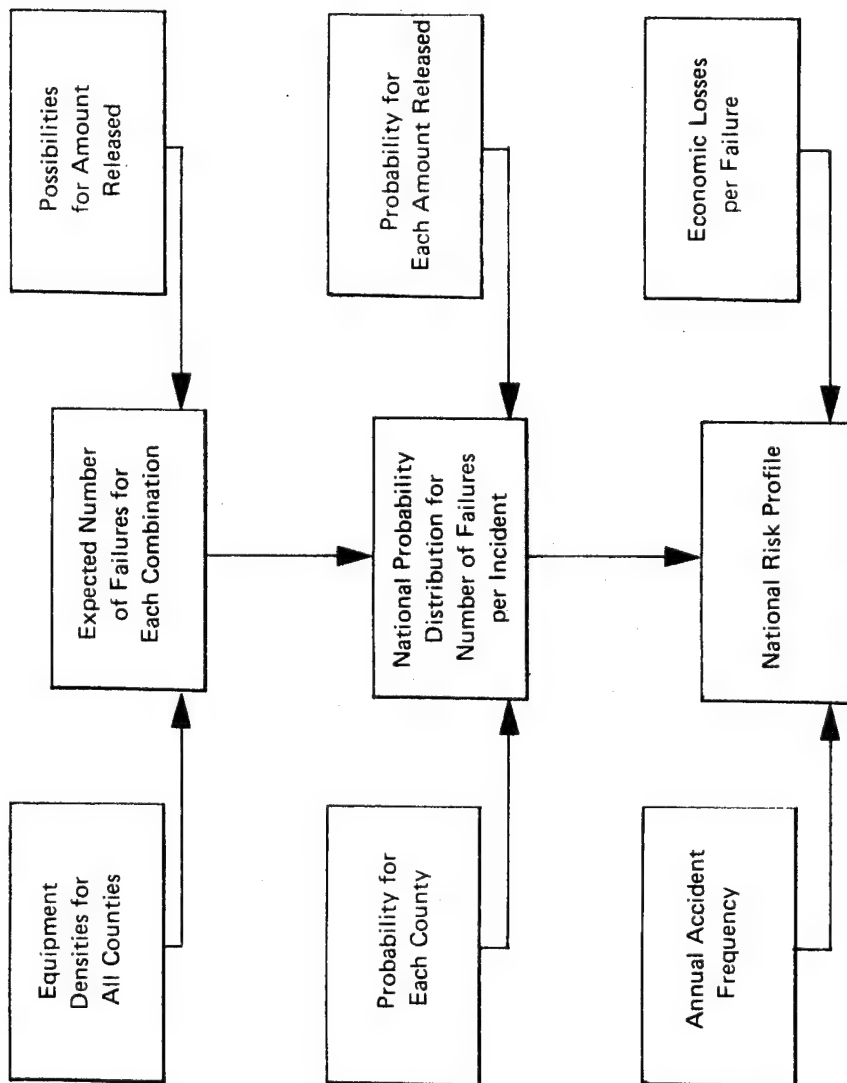 Equipment
Densities for
All Counties
Expected Number
of Failures for
Each Combination
Possibilities
for Amount
Released
Probability for
Each County
National Probability
Distribution for
Number of Failures
per Incident
Probability for
Each Amount Released
Annual Accident
Frequency
National Risk Profile
Economic Losses
per Failure